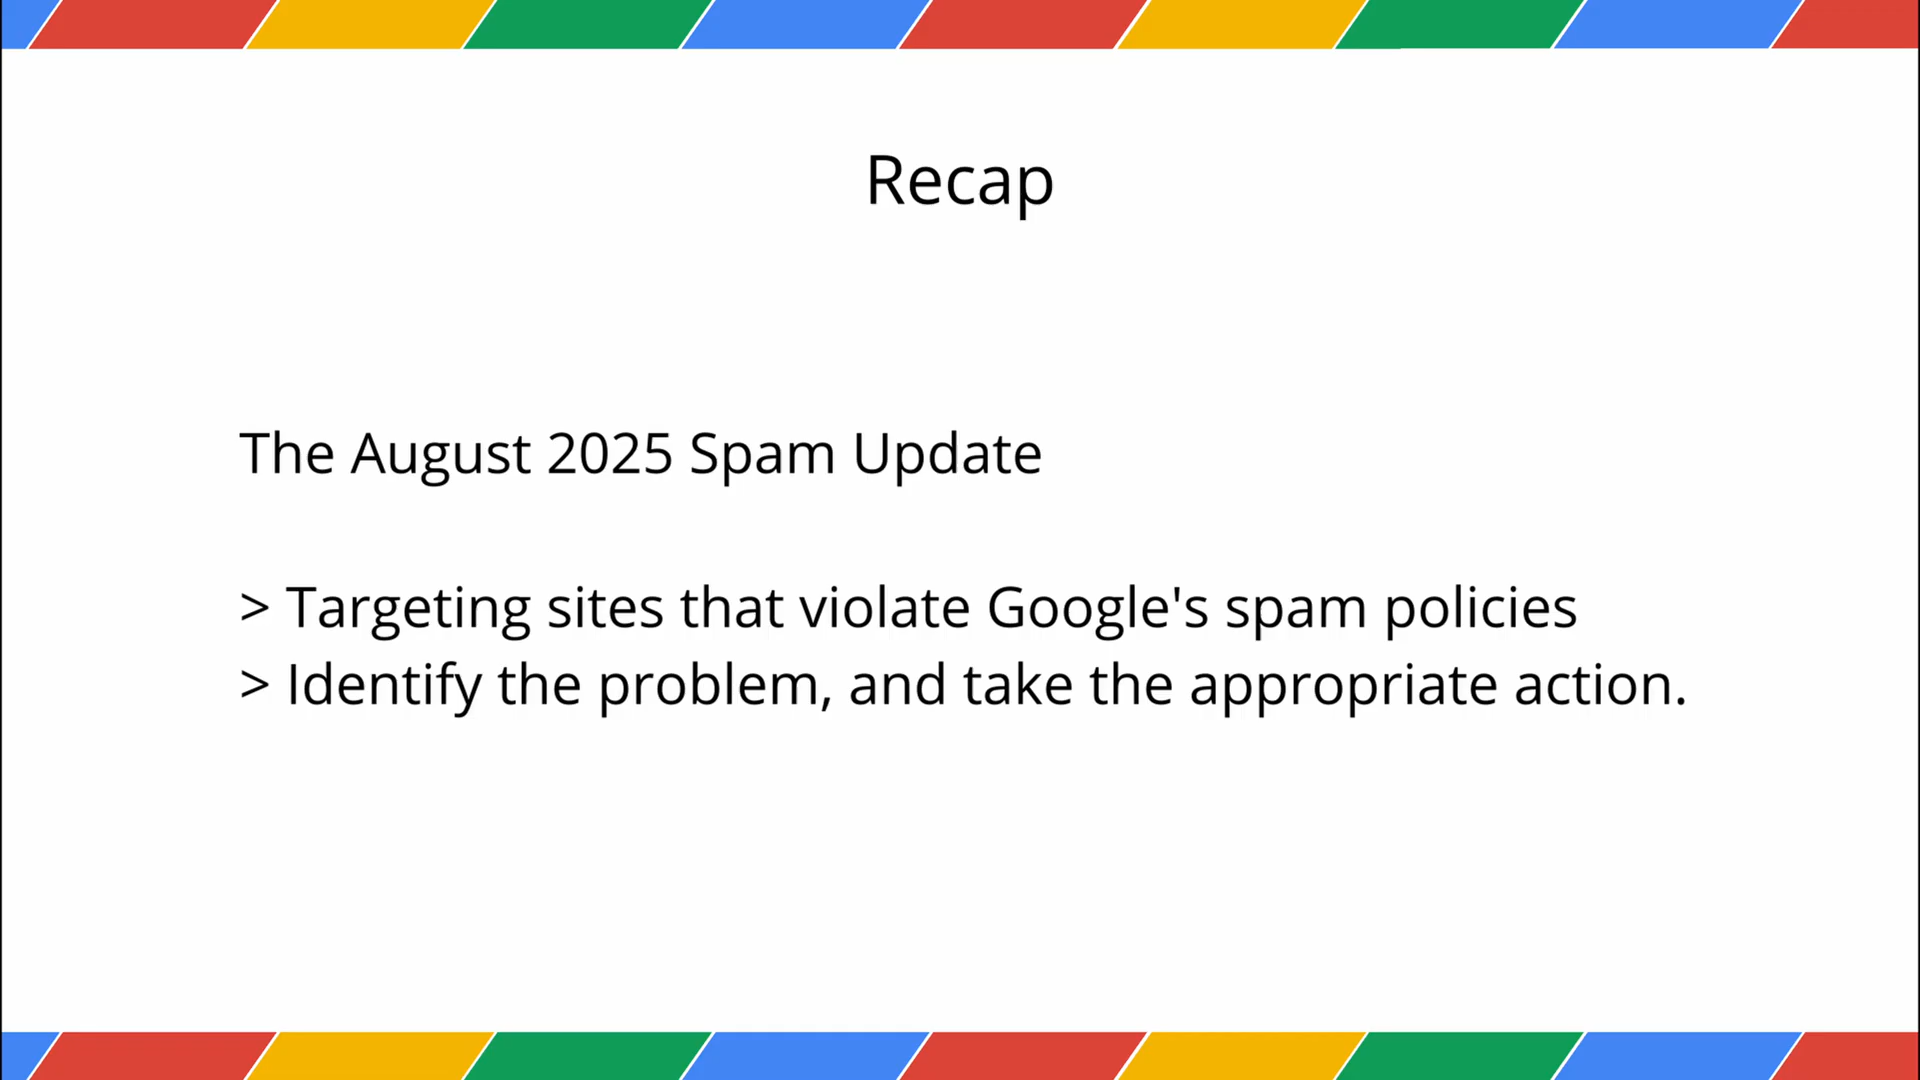 Recap
The August 2025 Spam Update
> Targeting sites that violate Google's spam policies
> Identify the problem, and take the appropriate action.